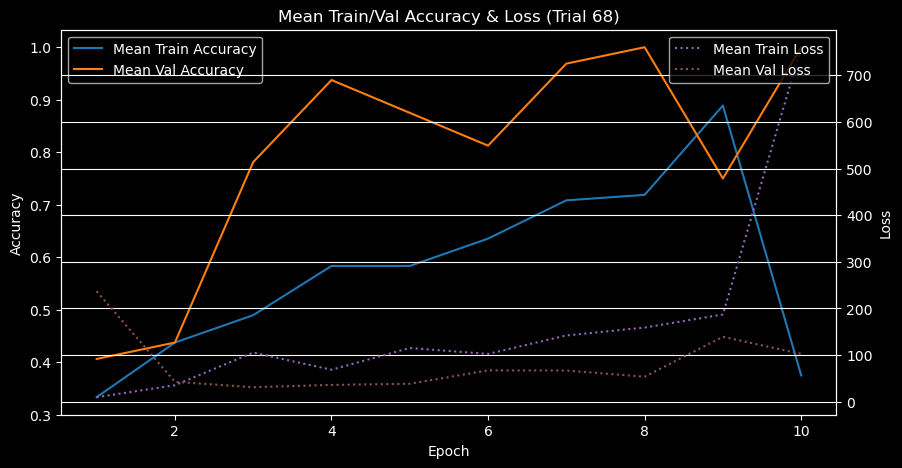 Mean Train/Val Accuracy & Loss (Trial 68)
Mean Train Accuracy
Mean Val Accuracy
Mean Train Loss
Mean Val Loss
1.0
0.9
0.8
0.7
0.6
0.5
0.4
0.3
Accuracy
700
600
500
400
300
200
100
0
Loss
2 4 6 8 10
Epoch